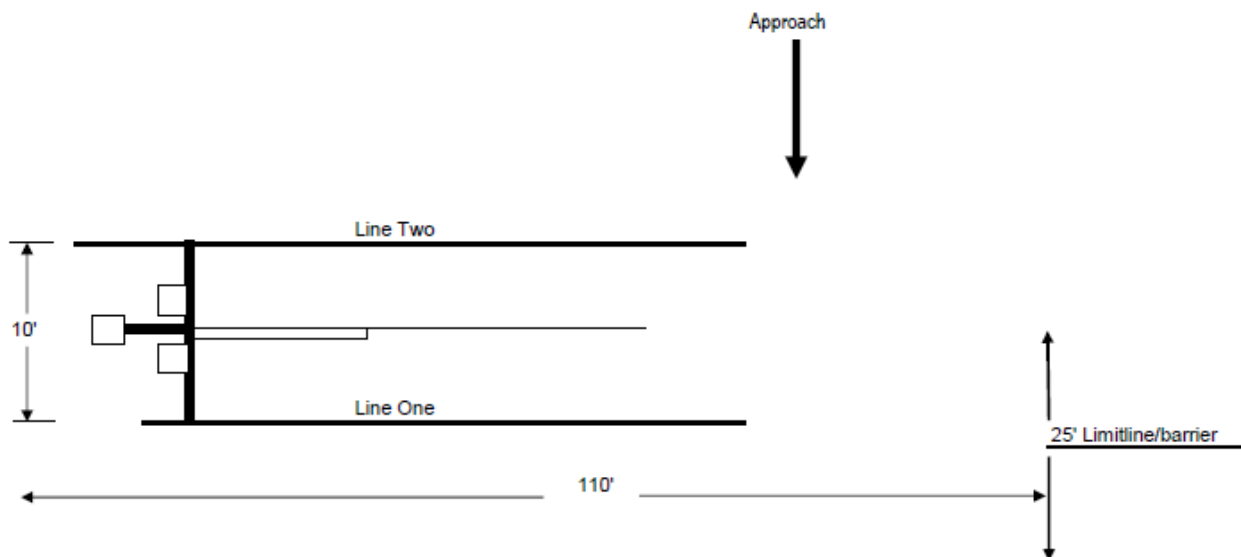 Approach
Line Two
10'
Line One
25' Limitline/barrier
110'